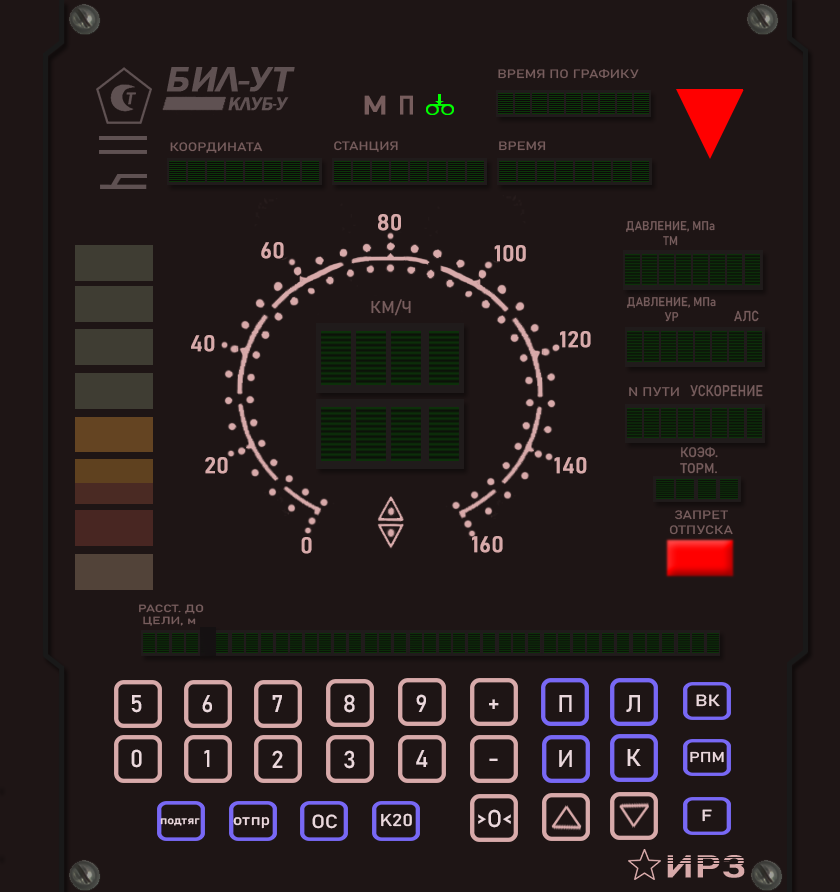 БИЛ-УТ
КЛУБ-У
Т
М П
ВРЕМЯ ПО ГРАФИКУ
КООРДИНАТА СТАНЦИЯ ВРЕМЯ
0 20 40 60 80 100 120 140 160
КМ/Ч
ДАВЛЕНИЕ, МПа
ТМ
ДАВЛЕНИЕ, МПа
УР АЛС
N ПУТИ УСКОРЕНИЕ
КОЭФ.
ТОРМ.
ЗАПРЕТ
ОТПУСКА
РАССТ. ДО
ЦЕЛИ, м
5 6 7 8 9 + П Л ВК
0 1 2 3 4 - И К РПМ
подтяг отпр ОС К20 >0< F
ИРЗ